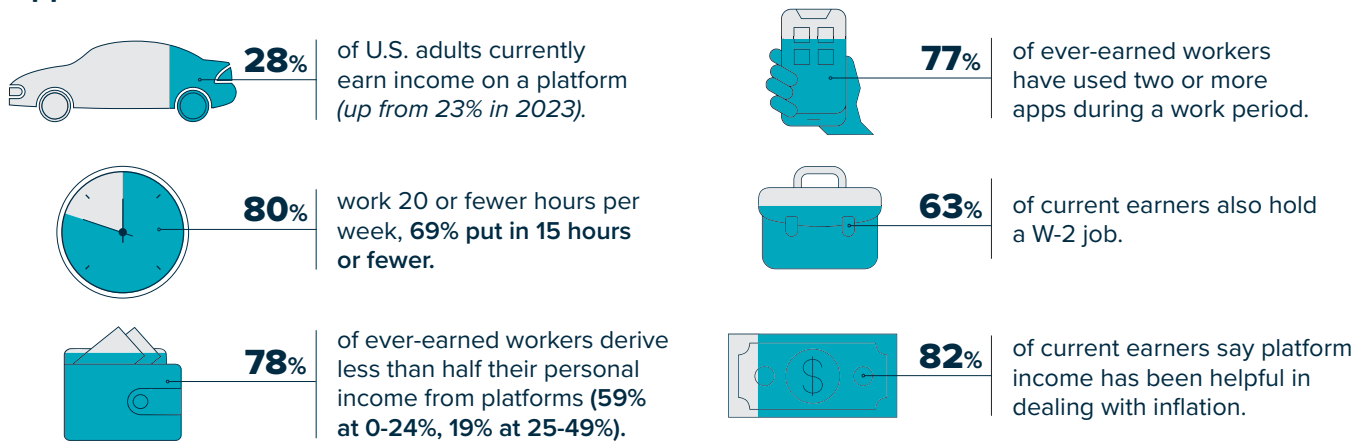 28%
of U.S. adults currently
earn income on a platform
(up from 23% in 2023).
77%
of ever-earned workers
have used two or more
apps during a work period.
80%
work 20 or fewer hours per
week, 69% put in 15 hours
or fewer.
63%
of current earners also hold
a W-2 job.
78%
of ever-earned workers derive
less than half their personal
income from platforms (59%
at 0-24%, 19% at 25-49%).
82%
of current earners say platform
income has been helpful in
dealing with inflation.
$